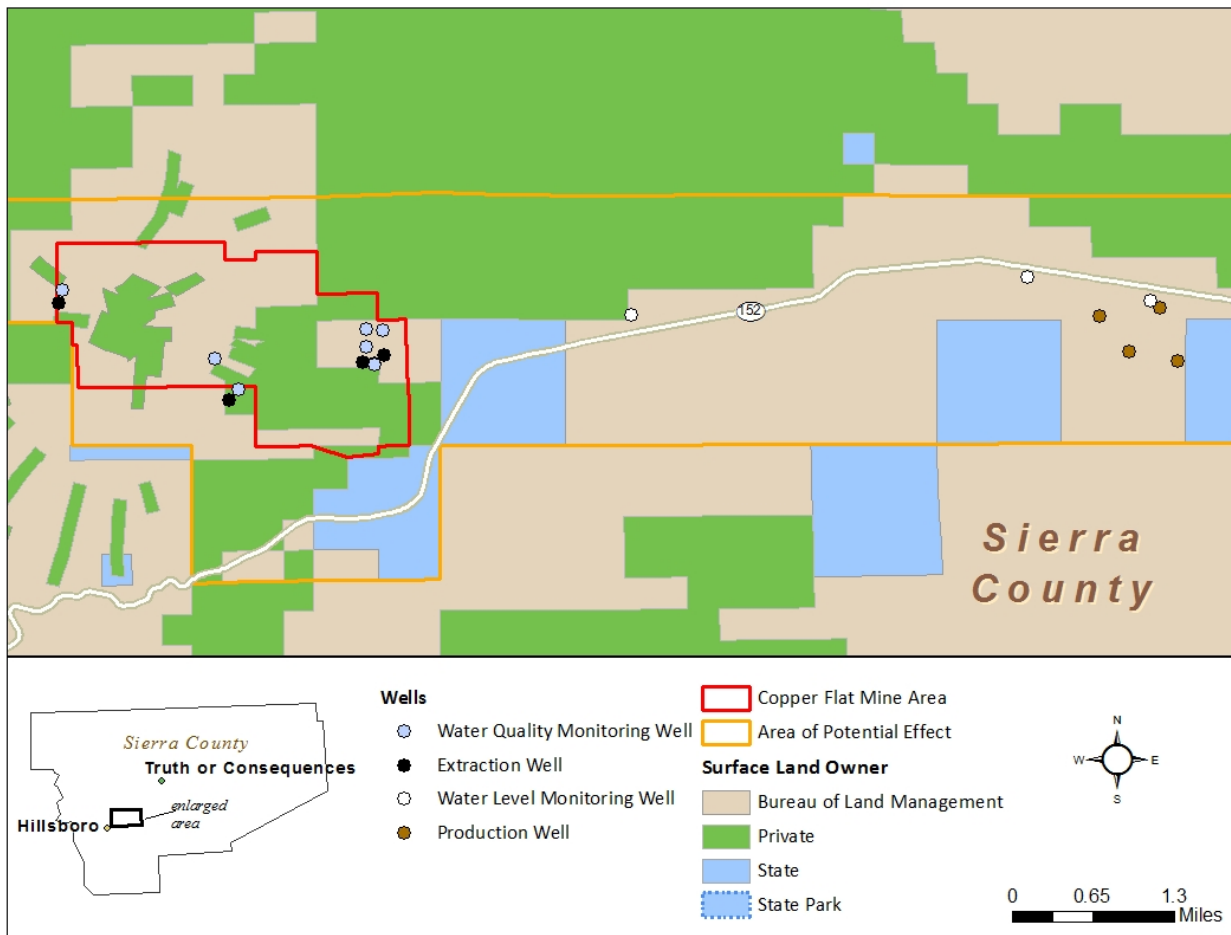 152
Sierra
County
Sierra County
Truth or Consequences
enlarged
area
Hillsboro
Wells
Water Quality Monitoring Well
Extraction Well
Water Level Monitoring Well
Production Well
Copper Flat Mine Area
Area of Potential Effect
Surface Land Owner
Bureau of Land Management
Private
State
State Park
N
W E
S
0 0.65 1.3
Miles